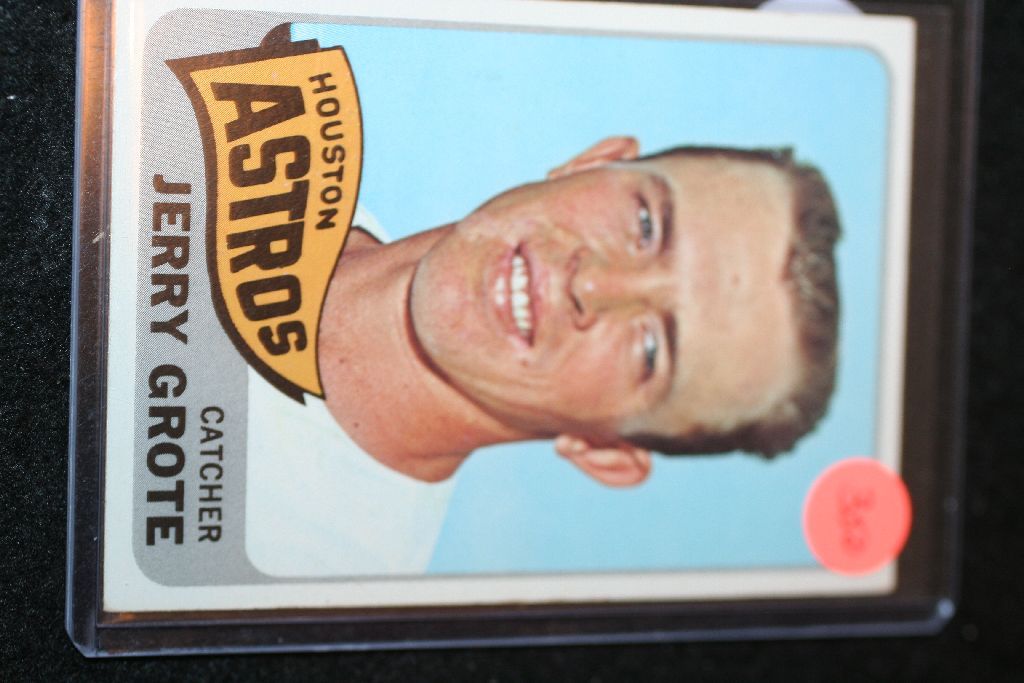 HOUSTON
ASTROS
CATCHER
JERRY GROTE